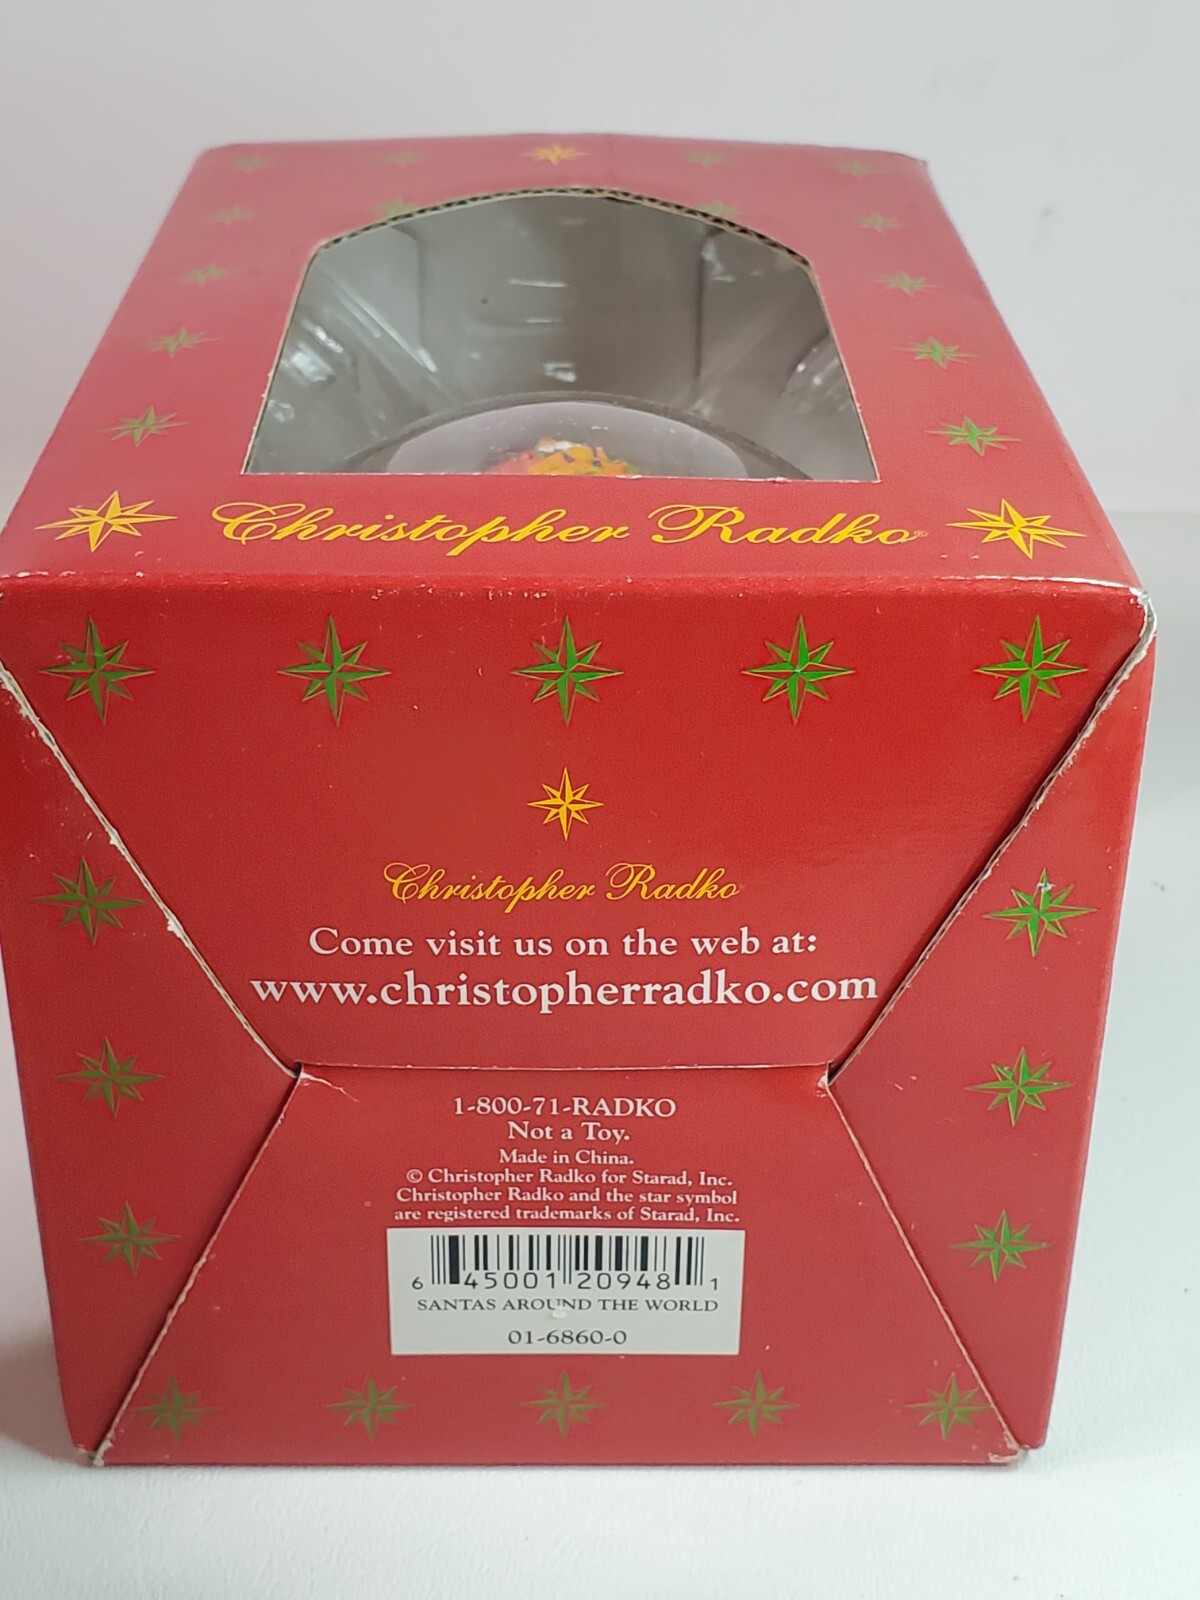 Christopher Radko®
Christopher Radko
Come visit us on the web at:
www.christopherradko.com
1-800-71-RADKO
Not a Toy.
Made in China.
© Christopher Radko for Starad, Inc.
Christopher Radko and the star symbol
are registered trademarks of Starad, Inc.
6 45001 20948 1
SANTAS AROUND THE WORLD
01-6860-0